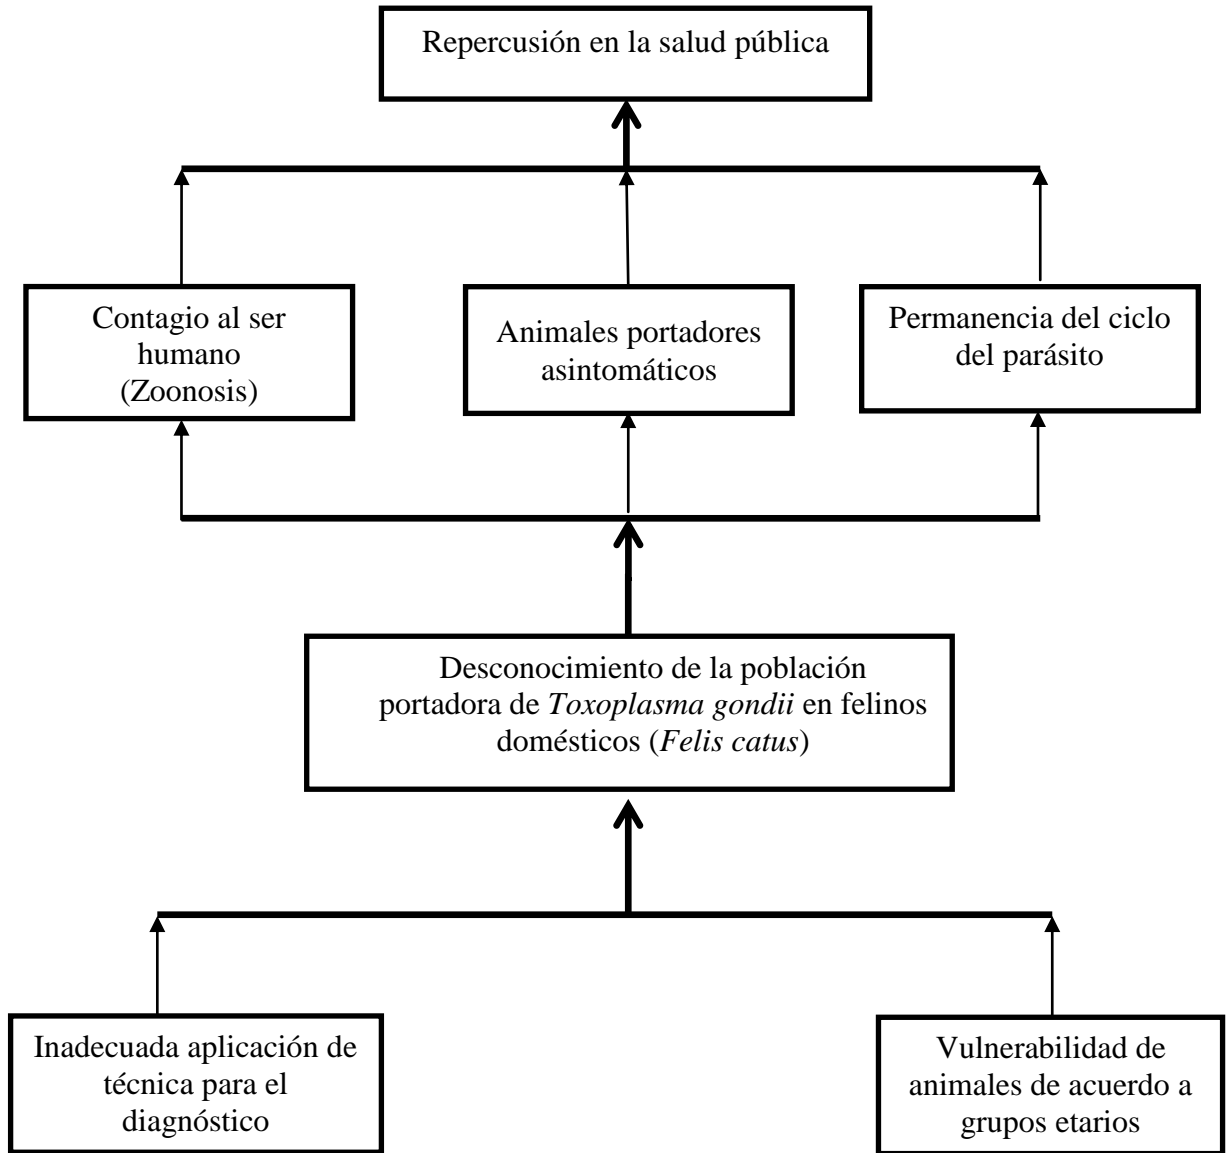 Repercusión en la salud pública
Contagio al ser
humano
(Zoonosis)
Animales portadores
asintomáticos
Permanencia del ciclo
del parásito
Desconocimiento de la población
portadora de Toxoplasma gondii en felinos
domésticos (Felis catus)
Inadecuada aplicación de
técnica para el
diagnóstico
Vulnerabilidad de
animales de acuerdo a
grupos etarios